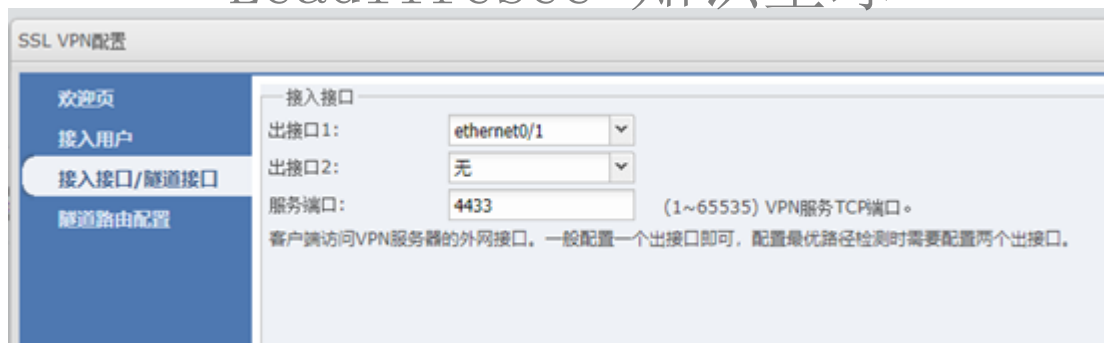 SSL VPN配置
欢迎页
接入用户
接入接口/隧道接口
隧道路由配置
接入接口
出接口1: ethernet0/1
出接口2: 无
服务端口: 4433 (1~65535) VPN服务TCP端口。
客户端访问VPN服务器的外网接口。一般配置一个出接口即可，配置最优路径检测时需要配置两个出接口。